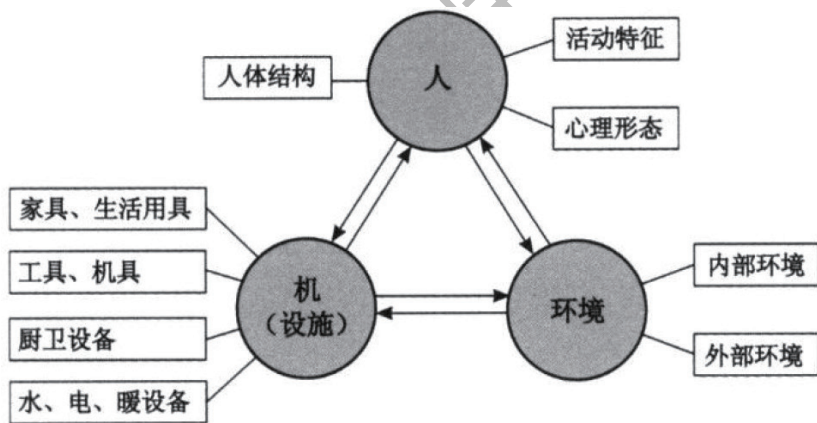 人
人体结构
活动特征
心理形态
机
（设施）
家具、生活用具
工具、机具
厨卫设备
水、电、暖设备
环境
内部环境
外部环境